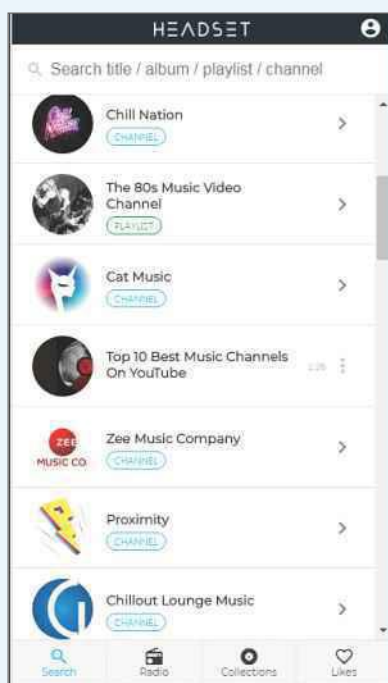 HEADSET
Search title / album / playlist / channel
Chill Nation
CHANNEL
The 80s Music Video
Channel
PLAYLIST
Cat Music
CHANNEL
Top 10 Best Music Channels
On YouTube
ZEE
MUSIC CO.
Zee Music Company
CHANNEL
Proximity
CHANNEL
Chillout Lounge Music
CHANNEL
Search
Radio
Collections
Likes